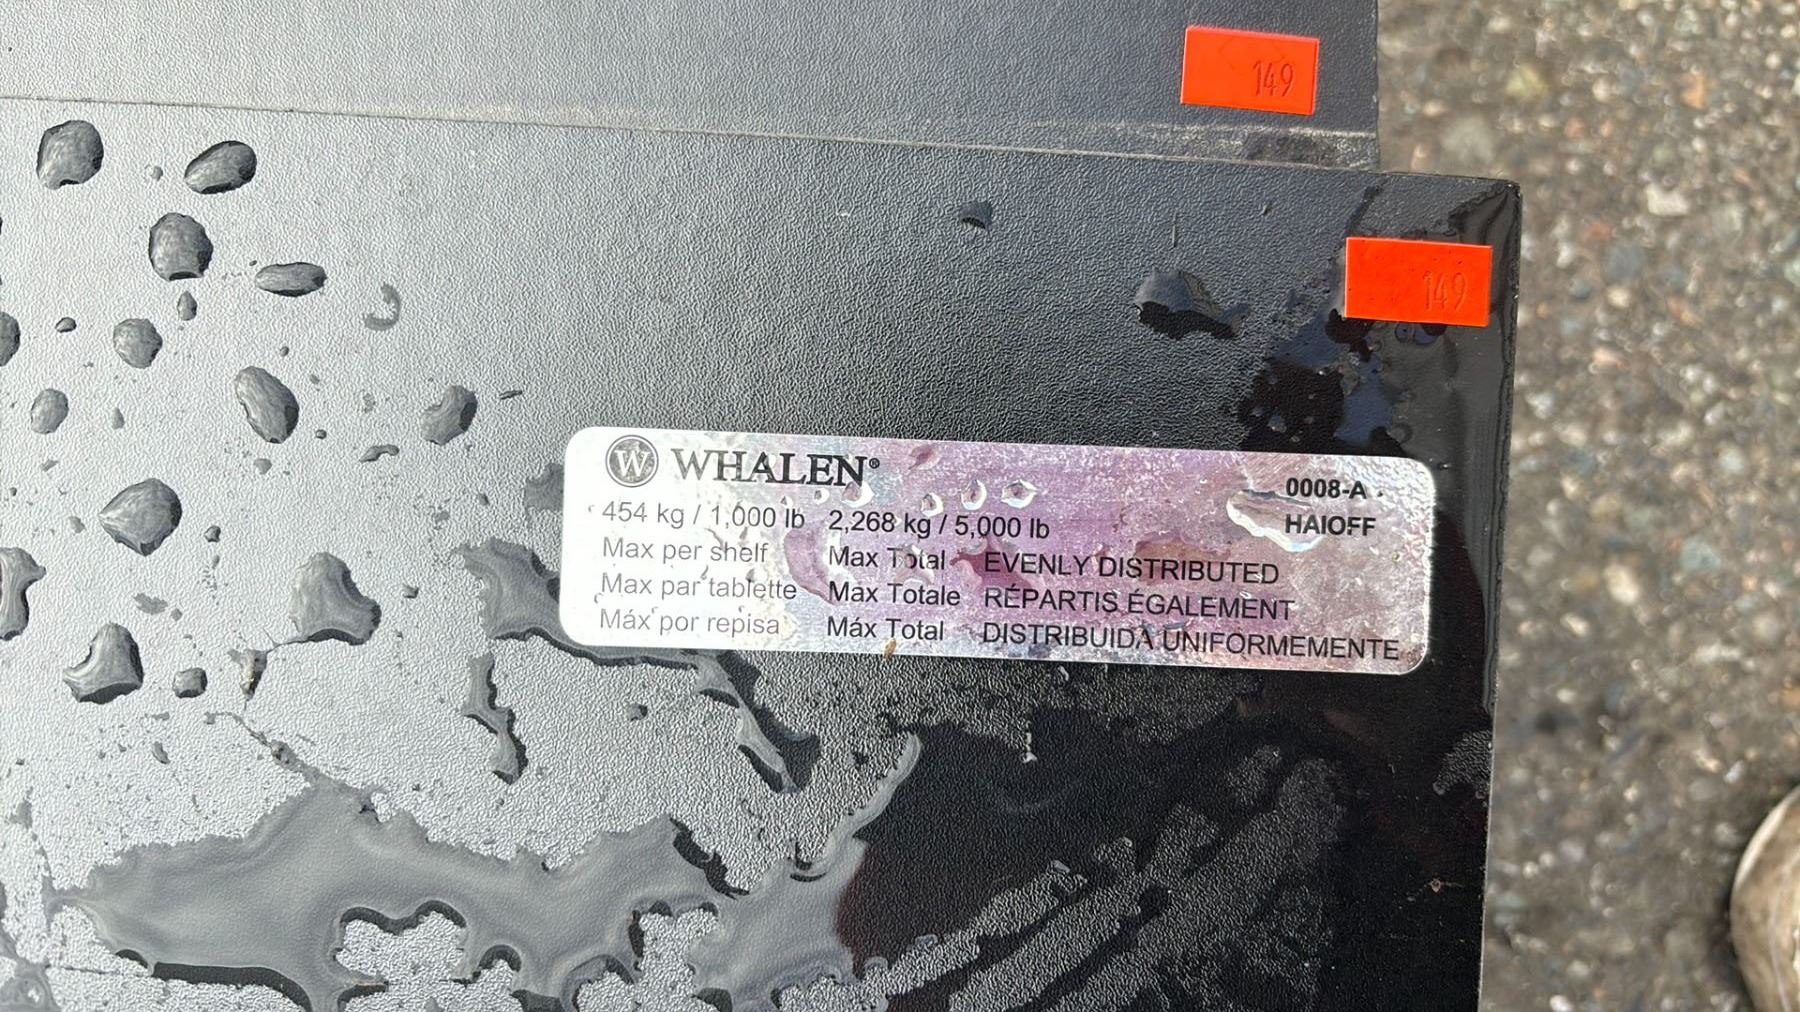 149
149
W WHALEN®
0008-A
454 kg / 1,000 lb 2,268 kg / 5,000 lb
HAIOFF
Max per shelf Max Total EVENLY DISTRIBUTED
Max par tablette Max Totale RÉPARTIS ÉGALEMENT
Máx por repisa Máx Total DISTRIBUIDA UNIFORMEMENTE